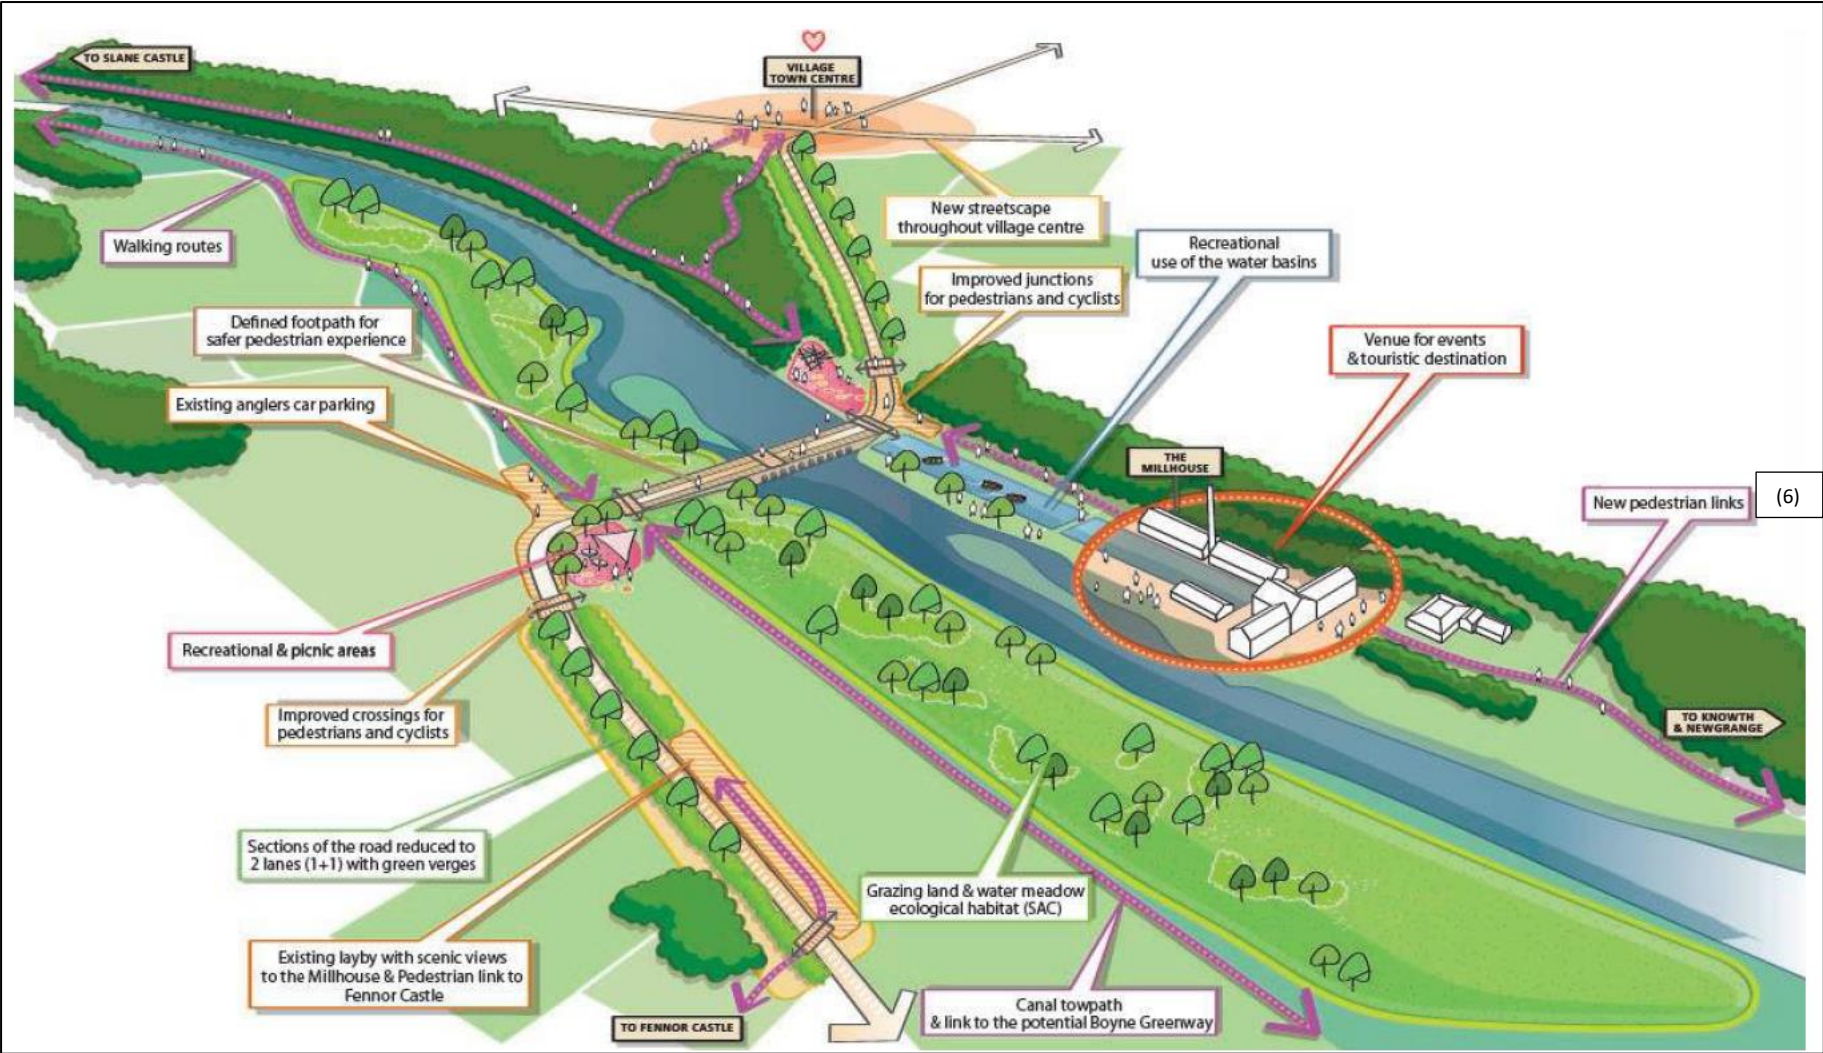 TO SLANE CASTLE
VILLAGE
TOWN CENTRE
New streetscape
throughout village centre
Walking routes
Recreational
use of the water basins
Improved junctions
for pedestrians and cyclists
Defined footpath for
safer pedestrian experience
Venue for events
& touristic destination
Existing anglers car parking
THE
MILLHOUSE
New pedestrian links
(6)
Recreational & picnic areas
Improved crossings for
pedestrians and cyclists
TO KNOWTH
& NEWGRANGE
Sections of the road reduced to
2 lanes (1+1) with green verges
Grazing land & water meadow
ecological habitat (SAC)
Existing layby with scenic views
to the Millhouse & Pedestrian link to
Fennor Castle
Canal towpath
& link to the potential Boyne Greenway
TO FENNOR CASTLE